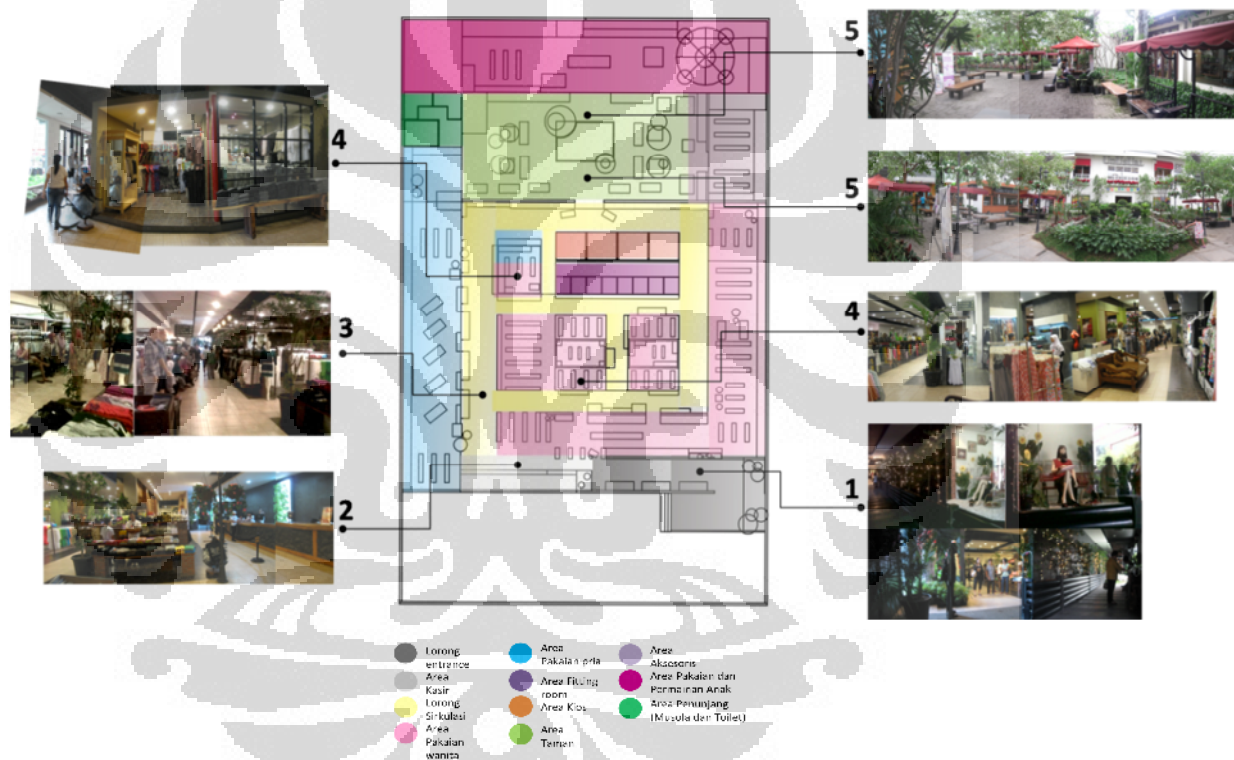 5
4
5
3
4
2
1
Lorong
entrance
Area
Kasir
Lorong
Sirkulasi
Area
Pakaian
wanita
Area
Pakaian pria
Area Fitting
room
Area Kios
Area
Taman
Area
Aksesoris
Area Pakaian dan
Permainan Anak
Area Penunjang
(Musola dan Toilet)